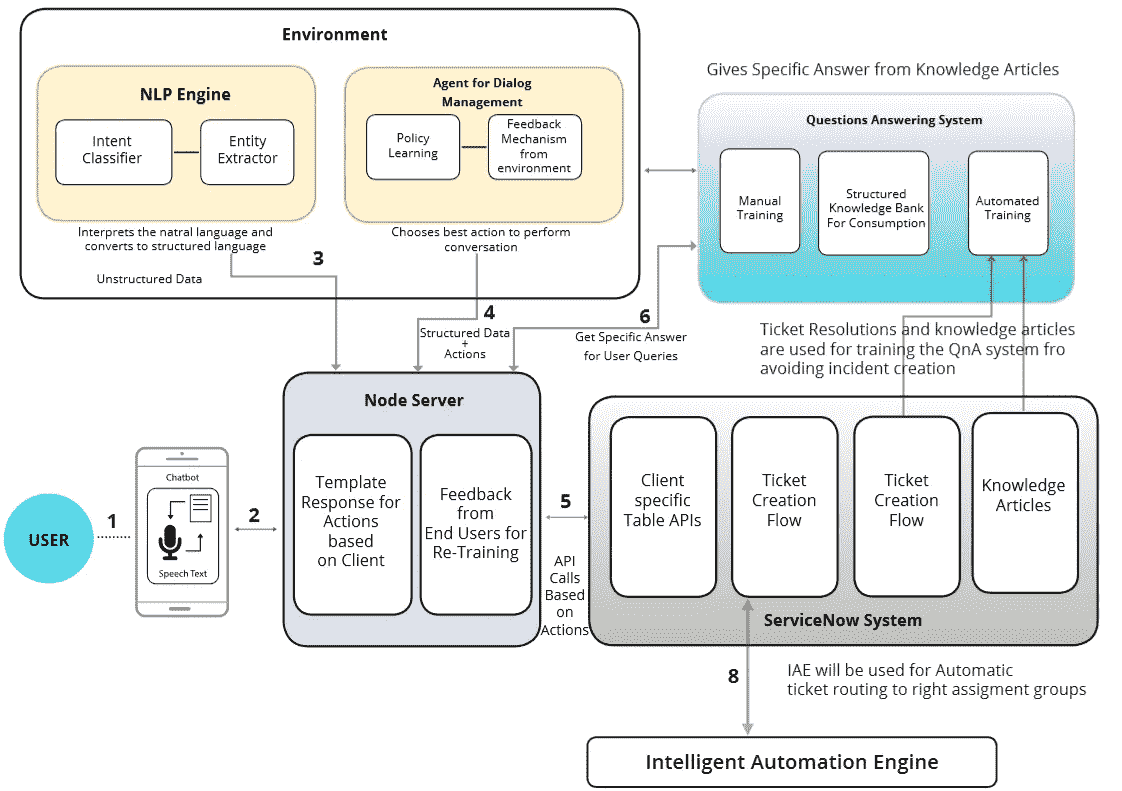 Environment
NLP Engine
Intent
Classifier
Entity
Extractor
Interprets the natral language and
converts to structured language
Unstructured Data
3
Agent for Dialog
Management
Policy
Learning
Feedback
Mechanism
from
environment
Chooses best action to perform
conversation
4
Structured Data
+
Actions
Gives Specific Answer from Knowledge Articles
Questions Answering System
Manual
Training
Structured
Knowledge Bank
For Consumption
Automated
Training
6
Get Specific Answer
for User Queries
Ticket Resolutions and knowledge articles
are used for training the QnA system fro
avoiding incident creation
USER
1
Chatbot
Speech Text
2
Node Server
Template
Response for
Actions
based
on Client
Feedback
from
End Users for
Re-Training
5
API
Calls
Based
on
Actions
Client
specific
Table APIs
Ticket
Creation
Flow
Ticket
Creation
Flow
Knowledge
Articles
ServiceNow System
8
IAE will be used for Automatic
ticket routing to right assigment groups
Intelligent Automation Engine